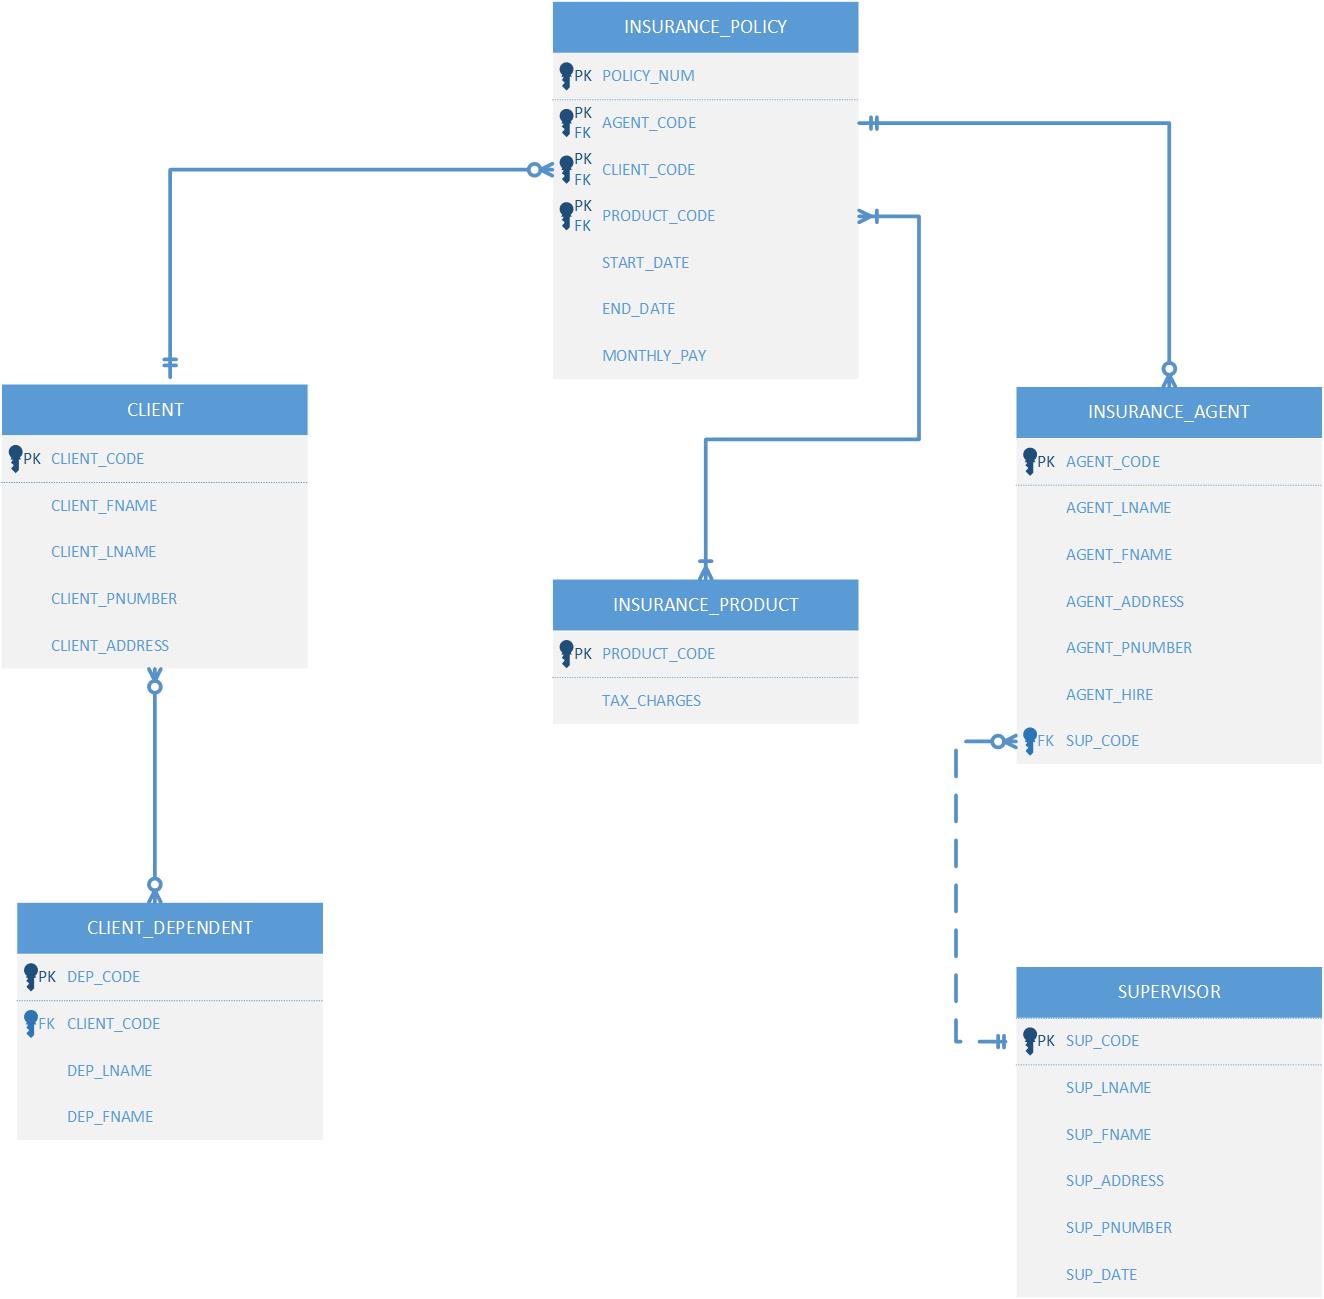 INSURANCE_POLICY
PK POLICY_NUM
PK
FK AGENT_CODE
PK
FK CLIENT_CODE
PK
FK PRODUCT_CODE
START_DATE
END_DATE
MONTHLY_PAY
CLIENT
PK CLIENT_CODE
CLIENT_FNAME
CLIENT_LNAME
CLIENT_PNUMBER
CLIENT_ADDRESS
INSURANCE_AGENT
PK AGENT_CODE
AGENT_LNAME
AGENT_FNAME
AGENT_ADDRESS
AGENT_PNUMBER
AGENT_HIRE
FK SUP_CODE
INSURANCE_PRODUCT
PK PRODUCT_CODE
TAX_CHARGES
CLIENT_DEPENDENT
PK DEP_CODE
FK CLIENT_CODE
DEP_LNAME
DEP_FNAME
SUPERVISOR
PK SUP_CODE
SUP_LNAME
SUP_FNAME
SUP_ADDRESS
SUP_PNUMBER
SUP_DATE